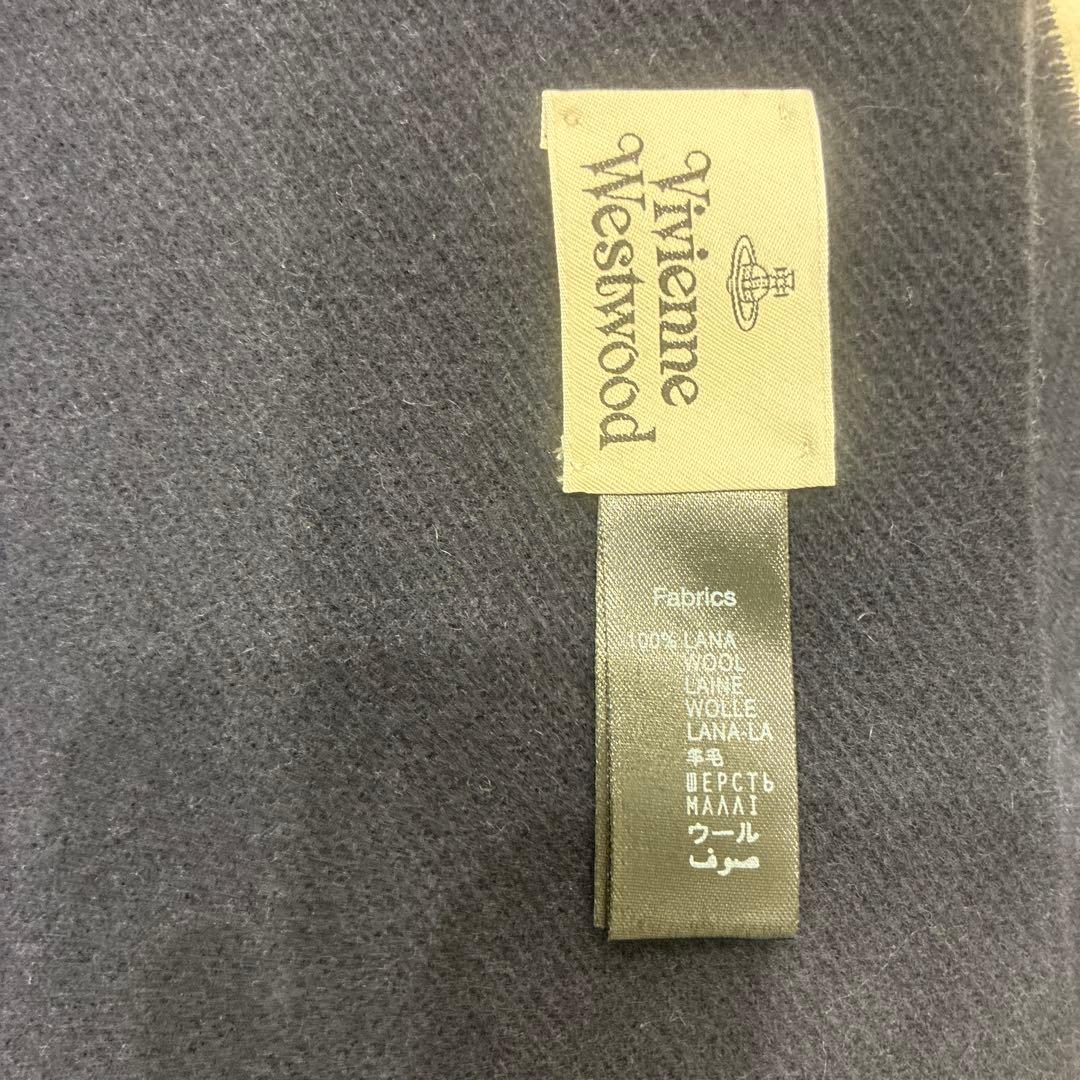 Vivienne
Westwood
Fabrics
100% LANA
WOOL
LAINE
WOLLE
LANA-LA
羊毛
ШЕРСТЬ
ΜΑΛΛΙ
ウール
صوف